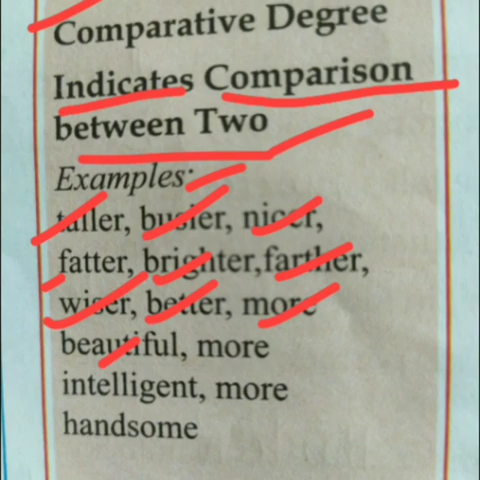 Comparative Degree
Indicates Comparison
between Two
Examples:
taller, busier, nicer,
fatter, brighter,farther,
wiser, better, more
beautiful, more
intelligent, more
handsome